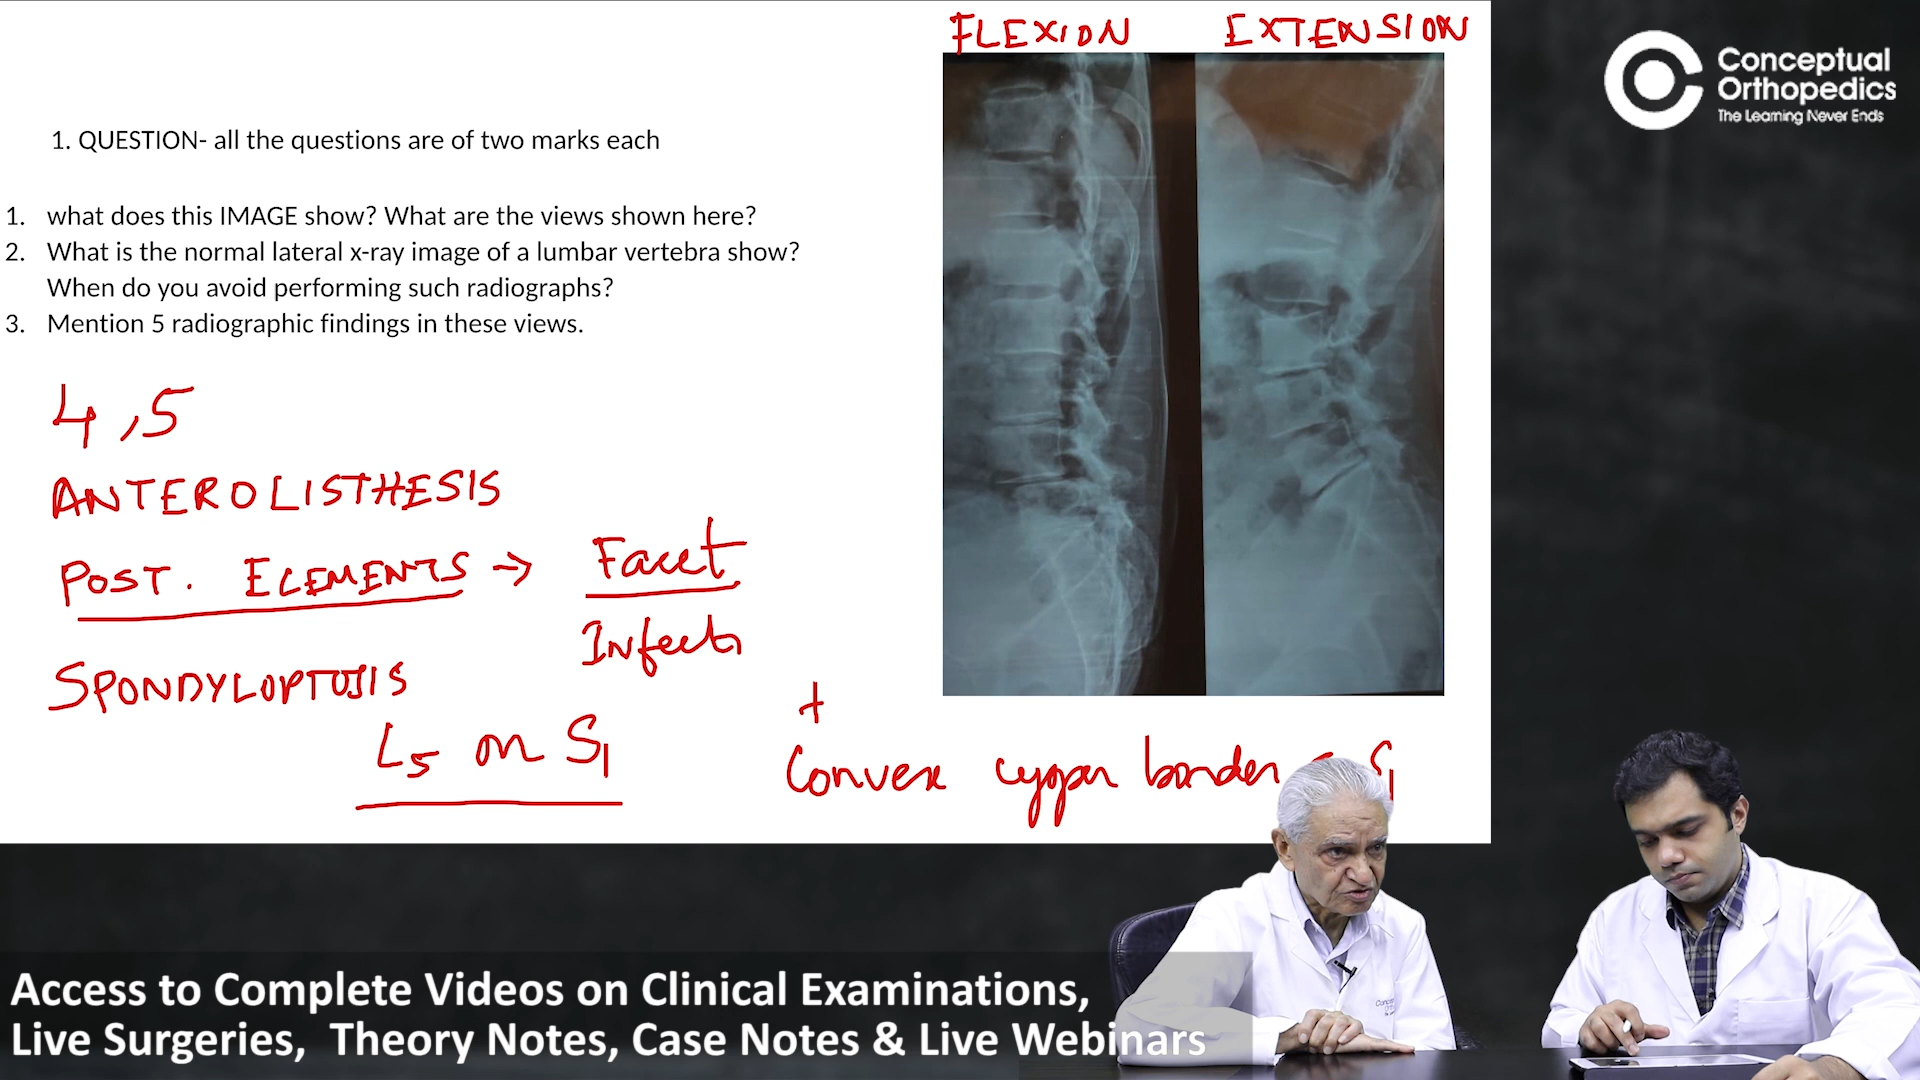 FLEXION EXTENSION
Conceptual
Orthopedics
The Learning Never Ends
1. QUESTION- all the questions are of two marks each
1. what does this IMAGE show? What are the views shown here?
2. What is the normal lateral x-ray image of a lumbar vertebra show?
When do you avoid performing such radiographs?
3. Mention 5 radiographic findings in these views.
4,5
ANTEROLISTHESIS
POST. ELEMENTS → Facet
Infectn
SPONDYLOPTOSIS
L5 on S1
+
Convex upper border S1
Access to Complete Videos on Clinical Examinations,
Live Surgeries, Theory Notes, Case Notes & Live Webinars